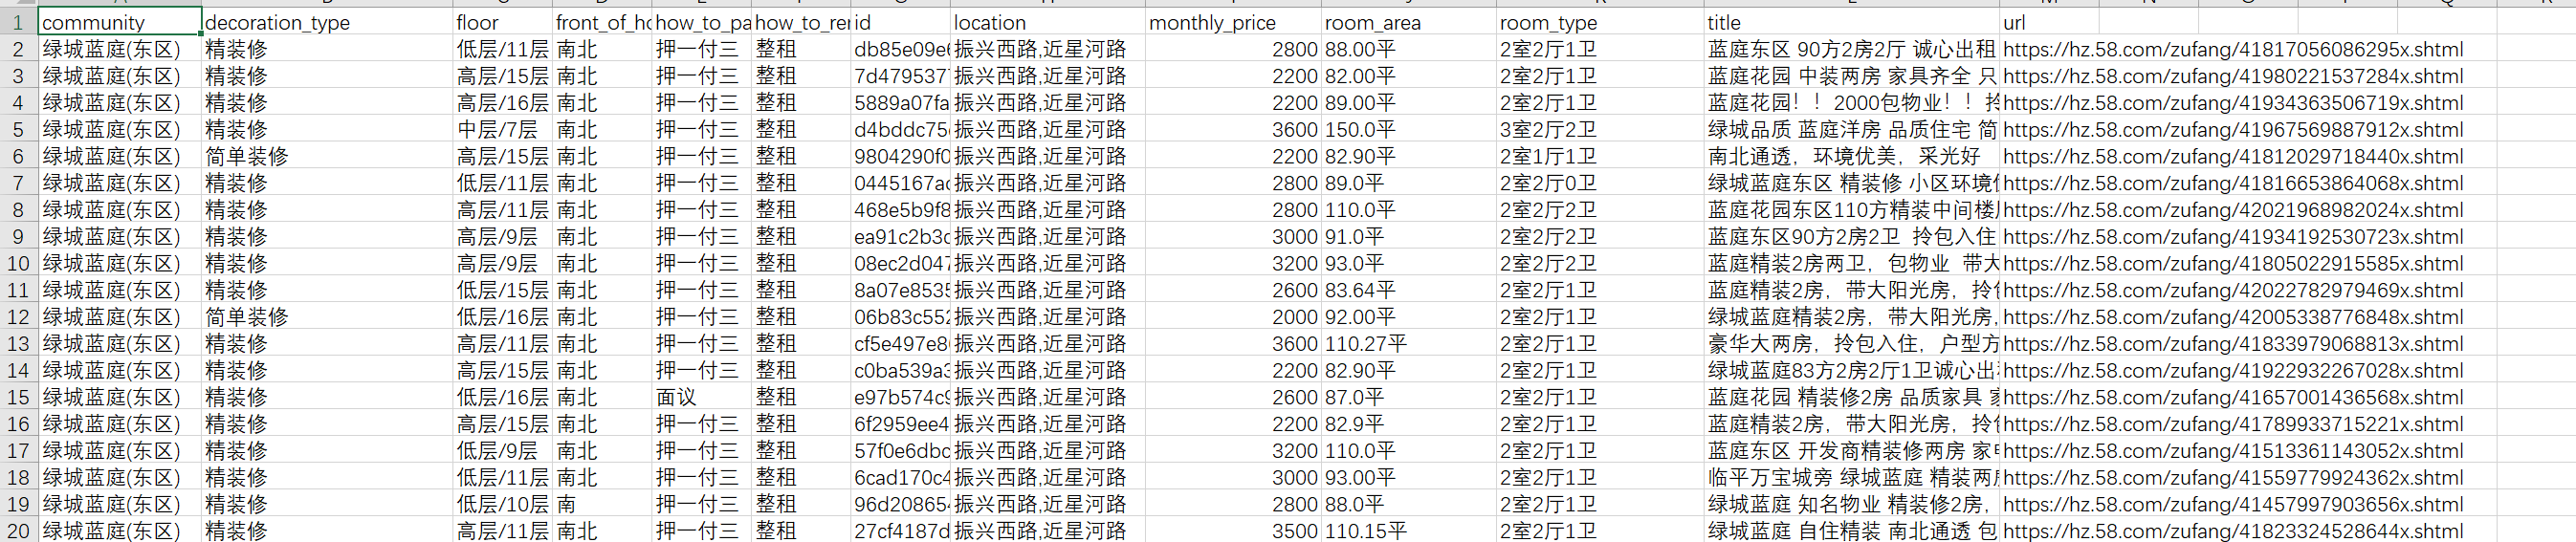 1 community decoration_type floor front_of_ho how_to_pa how_to_ren id location monthly_price room_area room_type title url
2 绿城蓝庭(东区) 精装修 低层/11层 南北 押一付三 整租 db85e09e6 振兴西路,近星河路 2800 88.00平 2室2厅1卫 蓝庭东区 90方2房2厅 诚心出租 https://hz.58.com/zufang/41817056086295x.shtml
3 绿城蓝庭(东区) 精装修 高层/15层 南北 押一付三 整租 7d4795377 振兴西路,近星河路 2200 82.00平 2室2厅1卫 蓝庭花园 中装两房 家具齐全 只 https://hz.58.com/zufang/41980221537284x.shtml
4 绿城蓝庭(东区) 精装修 高层/16层 南北 押一付三 整租 5889a07fa 振兴西路,近星河路 2200 89.00平 2室2厅1卫 蓝庭花园！！2000包物业！！拎 https://hz.58.com/zufang/41934363506719x.shtml
5 绿城蓝庭(东区) 精装修 中层/7层 南北 押一付三 整租 d4bddc75 振兴西路,近星河路 3600 150.0平 3室2厅2卫 绿城品质 蓝庭洋房 品质住宅 简 https://hz.58.com/zufang/41967569887912x.shtml
6 绿城蓝庭(东区) 简单装修 高层/15层 南北 押一付三 整租 9804290f0 振兴西路,近星河路 2200 82.90平 2室1厅1卫 南北通透，环境优美，采光好 https://hz.58.com/zufang/41812029718440x.shtml
7 绿城蓝庭(东区) 精装修 低层/11层 南北 押一付三 整租 0445167a 振兴西路,近星河路 2800 89.0平 2室2厅0卫 绿城蓝庭东区 精装修 小区环境优 https://hz.58.com/zufang/41816653864068x.shtml
8 绿城蓝庭(东区) 精装修 高层/11层 南北 押一付三 整租 468e5b9f8 振兴西路,近星河路 2800 110.0平 2室2厅2卫 蓝庭花园东区110方精装中间楼层 https://hz.58.com/zufang/42021968982024x.shtml
9 绿城蓝庭(东区) 精装修 高层/9层 南北 押一付三 整租 ea91c2b3 振兴西路,近星河路 3000 91.0平 2室2厅2卫 蓝庭东区90方2房2卫 拎包入住 https://hz.58.com/zufang/41934192530723x.shtml
10 绿城蓝庭(东区) 精装修 高层/9层 南北 押一付三 整租 08ec2d047 振兴西路,近星河路 3200 93.0平 2室2厅2卫 蓝庭精装2房两卫，包物业 带大 https://hz.58.com/zufang/41805022915585x.shtml
11 绿城蓝庭(东区) 精装修 低层/15层 南北 押一付三 整租 8a07e8535 振兴西路,近星河路 2600 83.64平 2室2厅1卫 蓝庭精装2房，带大阳光房，拎包 https://hz.58.com/zufang/42022782979469x.shtml
12 绿城蓝庭(东区) 简单装修 低层/16层 南北 押一付三 整租 06b83c552 振兴西路,近星河路 2000 92.00平 2室2厅1卫 绿城蓝庭精装2房，带大阳光房， https://hz.58.com/zufang/42005338776848x.shtml
13 绿城蓝庭(东区) 精装修 高层/11层 南北 押一付三 整租 cf5e497e8 振兴西路,近星河路 3600 110.27平 2室2厅1卫 豪华大两房，拎包入住，户型方 https://hz.58.com/zufang/41833979068813x.shtml
14 绿城蓝庭(东区) 精装修 高层/15层 南北 押一付三 整租 c0ba539a3 振兴西路,近星河路 2200 82.90平 2室2厅1卫 绿城蓝庭83方2房2厅1卫诚心出租 https://hz.58.com/zufang/41922932267028x.shtml
15 绿城蓝庭(东区) 精装修 低层/16层 南北 面议 整租 e97b574c9 振兴西路,近星河路 2600 87.0平 2室2厅1卫 蓝庭花园 精装修2房 品质家具 家 https://hz.58.com/zufang/41657001436568x.shtml
16 绿城蓝庭(东区) 精装修 高层/15层 南北 押一付三 整租 6f2959ee4 振兴西路,近星河路 2200 82.9平 2室2厅1卫 蓝庭精装2房，带大阳光房，拎包 https://hz.58.com/zufang/41789933715221x.shtml
17 绿城蓝庭(东区) 精装修 低层/9层 南北 押一付三 整租 57f0e6dbc 振兴西路,近星河路 3200 110.0平 2室2厅1卫 蓝庭东区 开发商精装修两房 家电 https://hz.58.com/zufang/41513361143052x.shtml
18 绿城蓝庭(东区) 精装修 低层/11层 南北 押一付三 整租 6cad170c4 振兴西路,近星河路 3000 93.00平 2室2厅1卫 临平万宝城旁 绿城蓝庭 精装两房 https://hz.58.com/zufang/41559779924362x.shtml
19 绿城蓝庭(东区) 精装修 低层/10层 南 押一付三 整租 96d20865 振兴西路,近星河路 2800 88.0平 2室2厅1卫 绿城蓝庭 知名物业 精装修2房， https://hz.58.com/zufang/41457997903656x.shtml
20 绿城蓝庭(东区) 精装修 高层/11层 南北 押一付三 整租 27cf4187d 振兴西路,近星河路 3500 110.15平 2室2厅1卫 绿城蓝庭 自住精装 南北通透 包 https://hz.58.com/zufang/41823324528644x.shtml